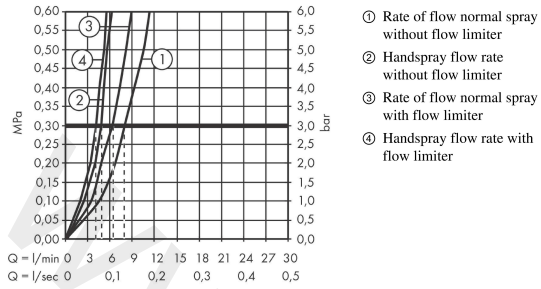 0,60
0,55
0,50
0,45
0,40
0,35
0,30
0,25
0,20
0,15
0,10
0,05
0,00
MPa
6,0
5,5
5,0
4,5
4,0
3,5
3,0
2,5
2,0
1,5
1,0
0,5
0,0
bar
3
4
1
2
Q = l/min 0 3 6 9 12 15 18 21 24 27 30
Q = l/sec 0 0,1 0,2 0,3 0,4 0,5
① Rate of flow normal spray
without flow limiter
② Handspray flow rate
without flow limiter
③ Rate of flow normal spray
with flow limiter
④ Handspray flow rate with
flow limiter